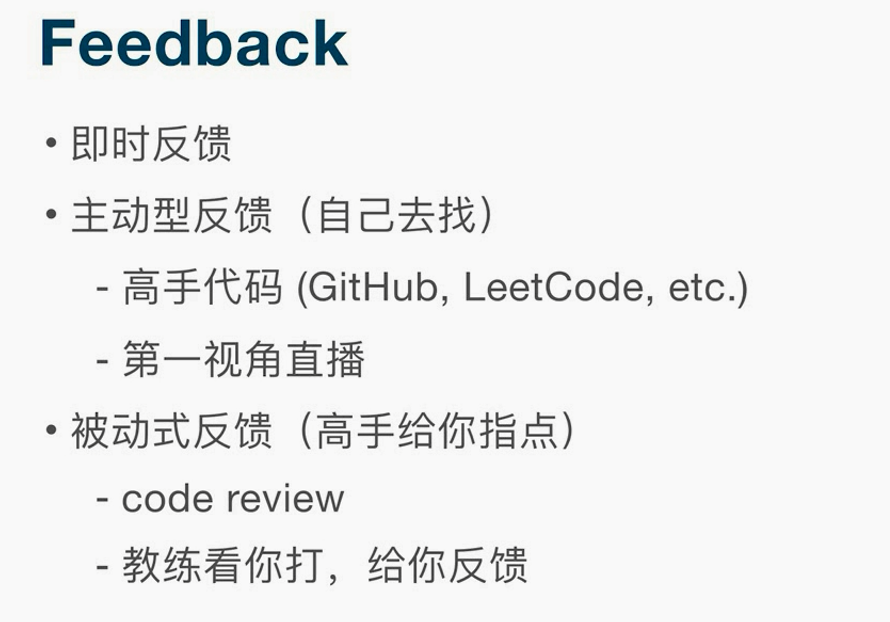 Feedback
• 即时反馈
• 主动型反馈（自己去找）
- 高手代码 (GitHub, LeetCode, etc.)
- 第一视角直播
• 被动式反馈（高手给你指点）
- code review
- 教练看你打，给你反馈